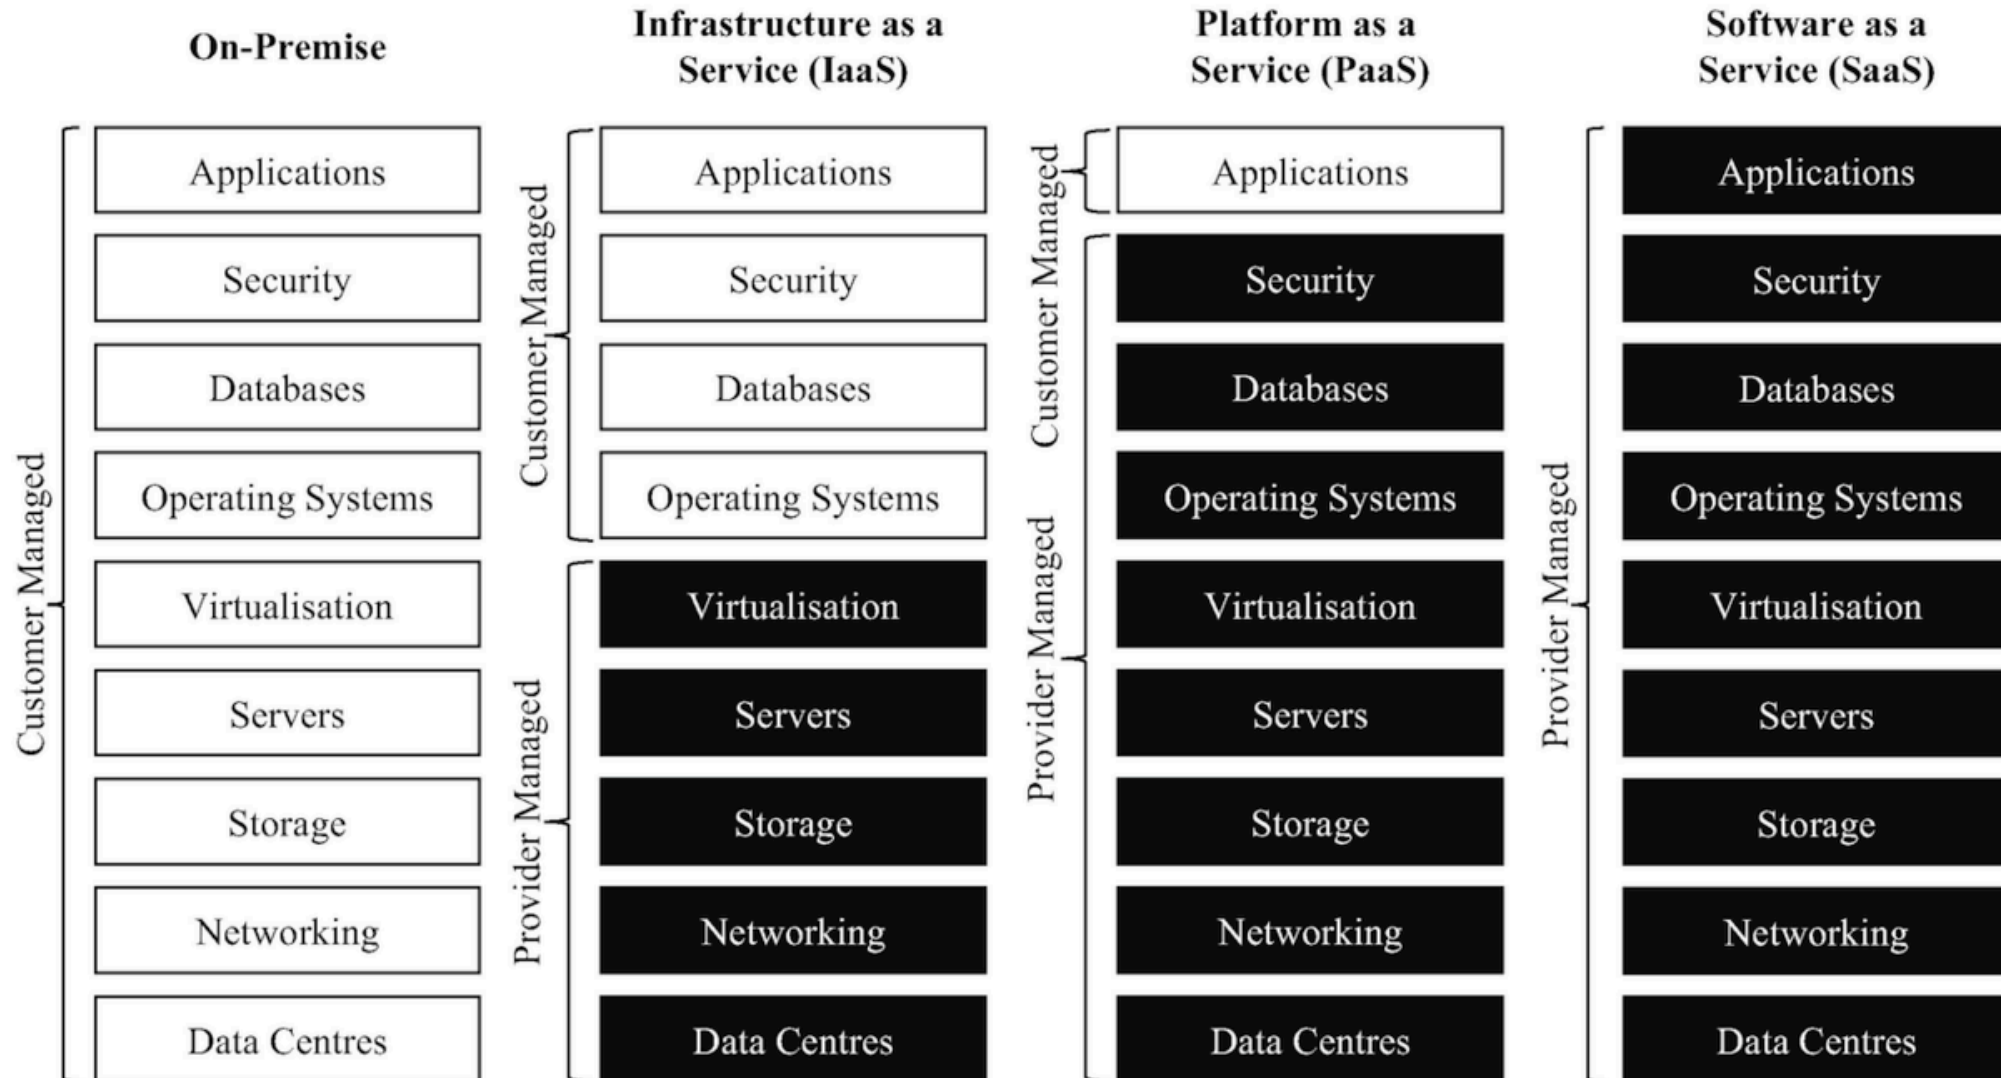 On-Premise
Customer Managed
Applications
Security
Databases
Operating Systems
Virtualisation
Servers
Storage
Networking
Data Centres
Infrastructure as a
Service (IaaS)
Customer Managed
Provider Managed
Applications
Security
Databases
Operating Systems
Virtualisation
Servers
Storage
Networking
Data Centres
Platform as a
Service (PaaS)
Customer Managed
Provider Managed
Applications
Security
Databases
Operating Systems
Virtualisation
Servers
Storage
Networking
Data Centres
Software as a
Service (SaaS)
Provider Managed
Applications
Security
Databases
Operating Systems
Virtualisation
Servers
Storage
Networking
Data Centres